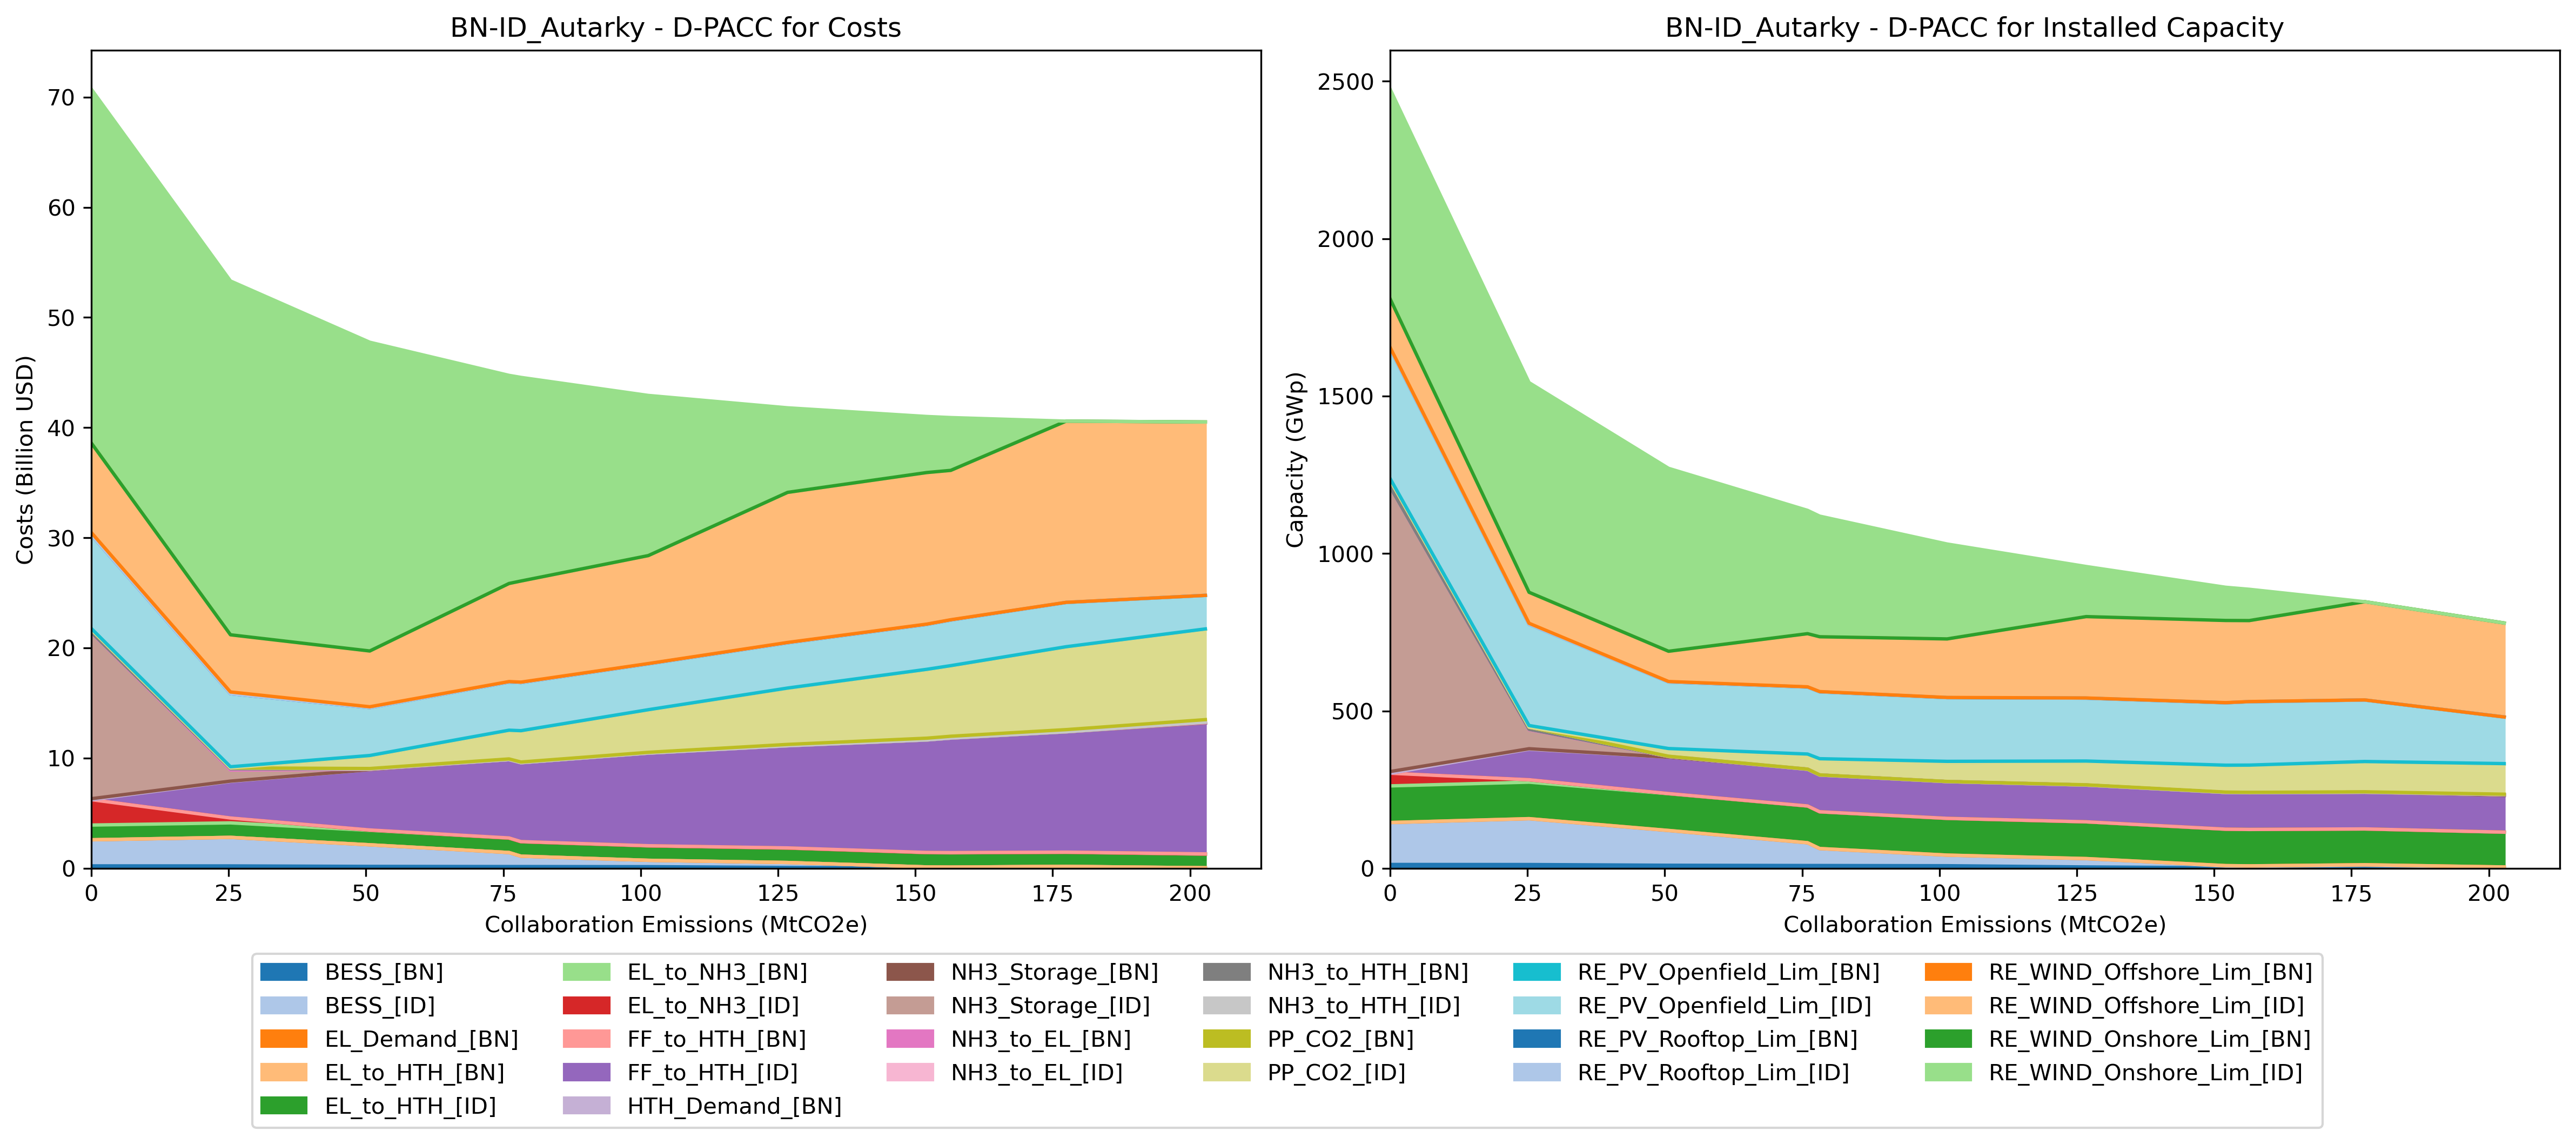 BN-ID_Autarky - D-PACC for Costs
70
60
50
40
30
20
10
0
Costs (Billion USD)
0 25 50 75 100 125 150 175 200
Collaboration Emissions (MtCO2e)
BN-ID_Autarky - D-PACC for Installed Capacity
2500
2000
1500
1000
500
0
Capacity (GWp)
0 25 50 75 100 125 150 175 200
Collaboration Emissions (MtCO2e)
BESS_[BN]
BESS_[ID]
EL_Demand_[BN]
EL_to_HTH_[BN]
EL_to_HTH_[ID]
EL_to_NH3_[BN]
EL_to_NH3_[ID]
FF_to_HTH_[BN]
FF_to_HTH_[ID]
HTH_Demand_[BN]
NH3_Storage_[BN]
NH3_Storage_[ID]
NH3_to_EL_[BN]
NH3_to_EL_[ID]
NH3_to_HTH_[BN]
NH3_to_HTH_[ID]
PP_CO2_[BN]
PP_CO2_[ID]
RE_PV_Openfield_Lim_[BN]
RE_PV_Openfield_Lim_[ID]
RE_PV_Rooftop_Lim_[BN]
RE_PV_Rooftop_Lim_[ID]
RE_WIND_Offshore_Lim_[BN]
RE_WIND_Offshore_Lim_[ID]
RE_WIND_Onshore_Lim_[BN]
RE_WIND_Onshore_Lim_[ID]